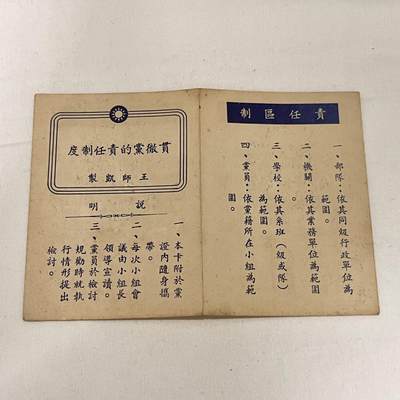 責任區制
一、部隊：依其同級行政單位為
範圍。
二、機關：依其業務單位為範圍
。
三、學校：依其系班（級或隊）
為範圍。
四、黨員：依黨籍所在小組為範
圍。
貫徹黨的責任制度
王師凱製
說明
一、本卡附於黨
證內隨身攜
帶。
二、每次小組會
議由小組長
領導宣讀。
三、黨員於檢討
規勸時就執
行情形提出
檢討。